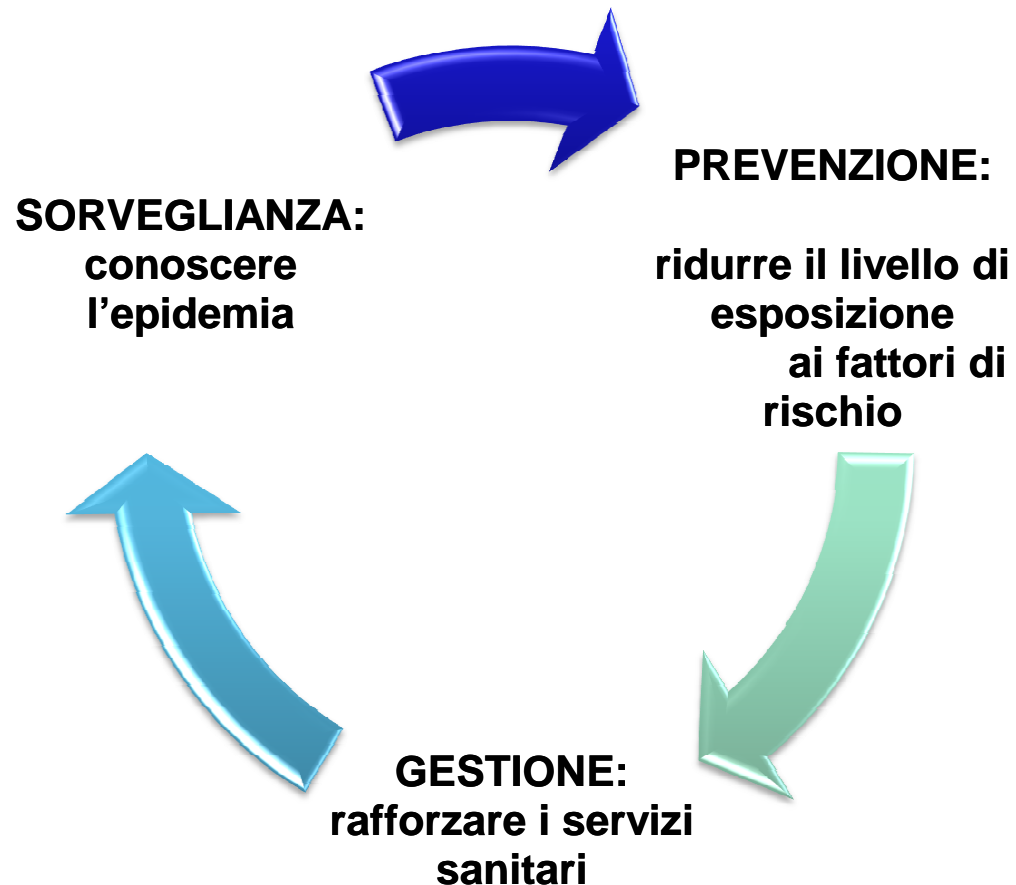 SORVEGLIANZA:
conoscere
l’epidemia
PREVENZIONE:
ridurre il livello di
esposizione
ai fattori di
rischio
GESTIONE:
rafforzare i servizi
sanitari